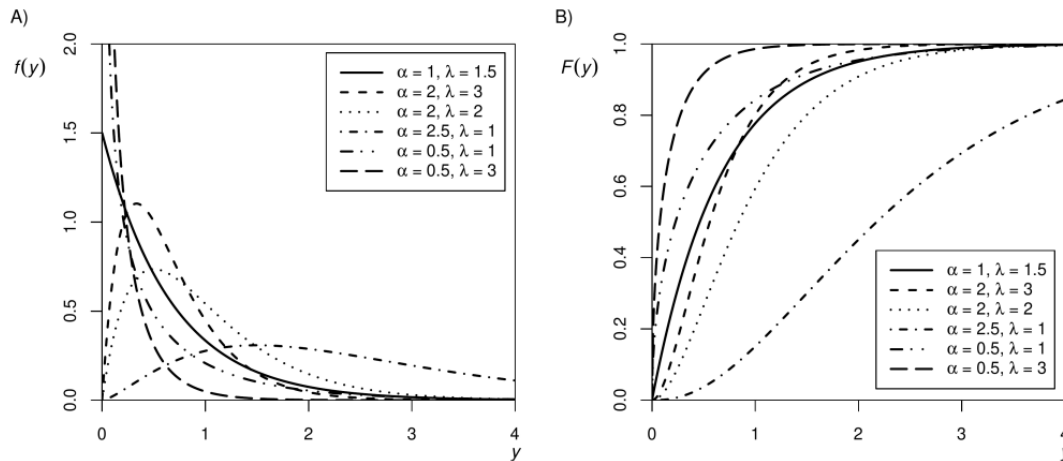 A)
f(y)
2.0
1.5
1.0
0.5
0.0
0 1 2 3 4
y
α = 1, λ = 1.5
α = 2, λ = 3
α = 2, λ = 2
α = 2.5, λ = 1
α = 0.5, λ = 1
α = 0.5, λ = 3
B)
F(y)
1.0
0.8
0.6
0.4
0.2
0.0
0 1 2 3
α = 1, λ = 1.5
α = 2, λ = 3
α = 2, λ = 2
α = 2.5, λ = 1
α = 0.5, λ = 1
α = 0.5, λ = 3